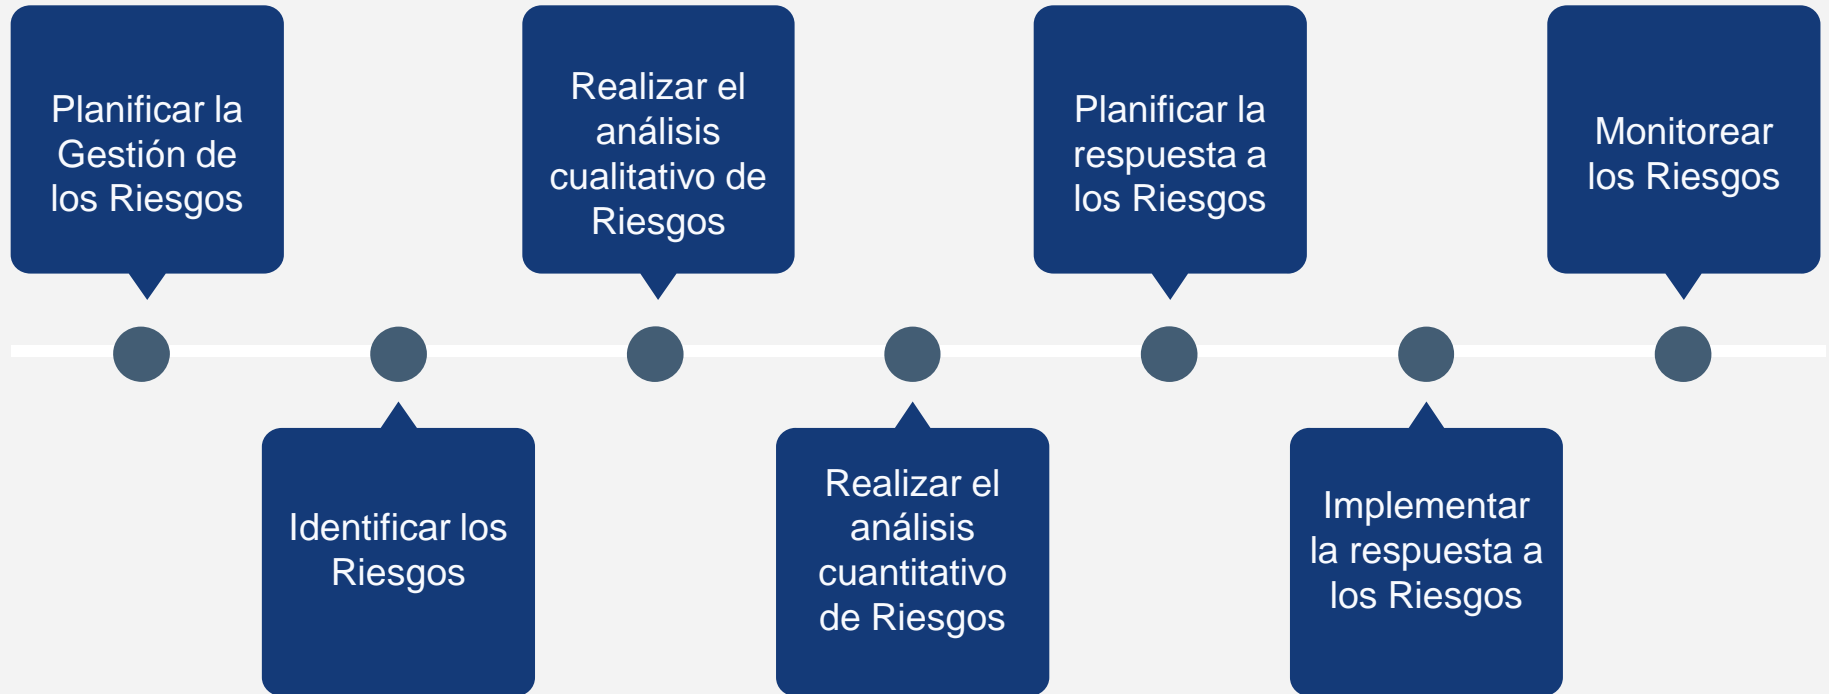 Planificar la
Gestión de
los Riesgos
Identificar los
Riesgos
Realizar el
análisis
cualitativo de
Riesgos
Realizar el
análisis
cuantitativo
de Riesgos
Planificar la
respuesta a
los Riesgos
Implementar
la respuesta a
los Riesgos
Monitorear
los Riesgos